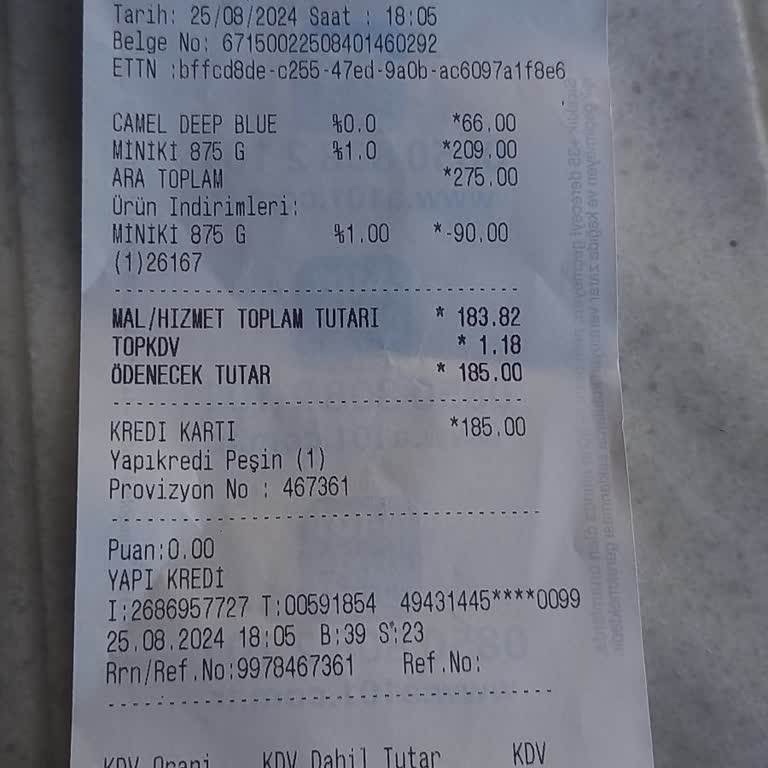 Tarih: 25/08/2024 Saat : 18:05
Belge No: 67150022508401460292
ETTN :bffcd8de-c255-47ed-9a0b-ac6097a1f8e6
CAMEL DEEP BLUE %0.0 *66.00
MİNİKİ 875 G %1.0 *209.00
ARA TOPLAM *275.00
Ürün Indirimleri:
MİNİKİ 875 G %1.00 *-90.00
(1)26167
MAL/HIZMET TOPLAM TUTARI * 183.82
TOPKDV * 1.18
ÖDENECEK TUTAR * 185.00
KREDI KARTI *185.00
Yapıkredi Peşin (1)
Provizyon No : 467361
Puan:0.00
YAPI KREDİ
I:2686957727 T:00591854 49431445****0099
25.08.2024 18:05 B:39 S:23
Rrn/Ref.No:9978467361 Ref.No:
KDV Oranı KDV Dahil Tutar KDV